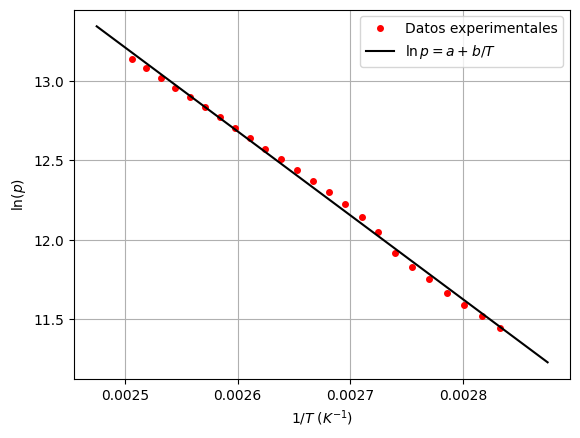 Datos experimentales
ln p = a + b/T
13.0
12.5
12.0
11.5
ln(p)
0.0025 0.0026 0.0027 0.0028
1/T (K⁻¹)